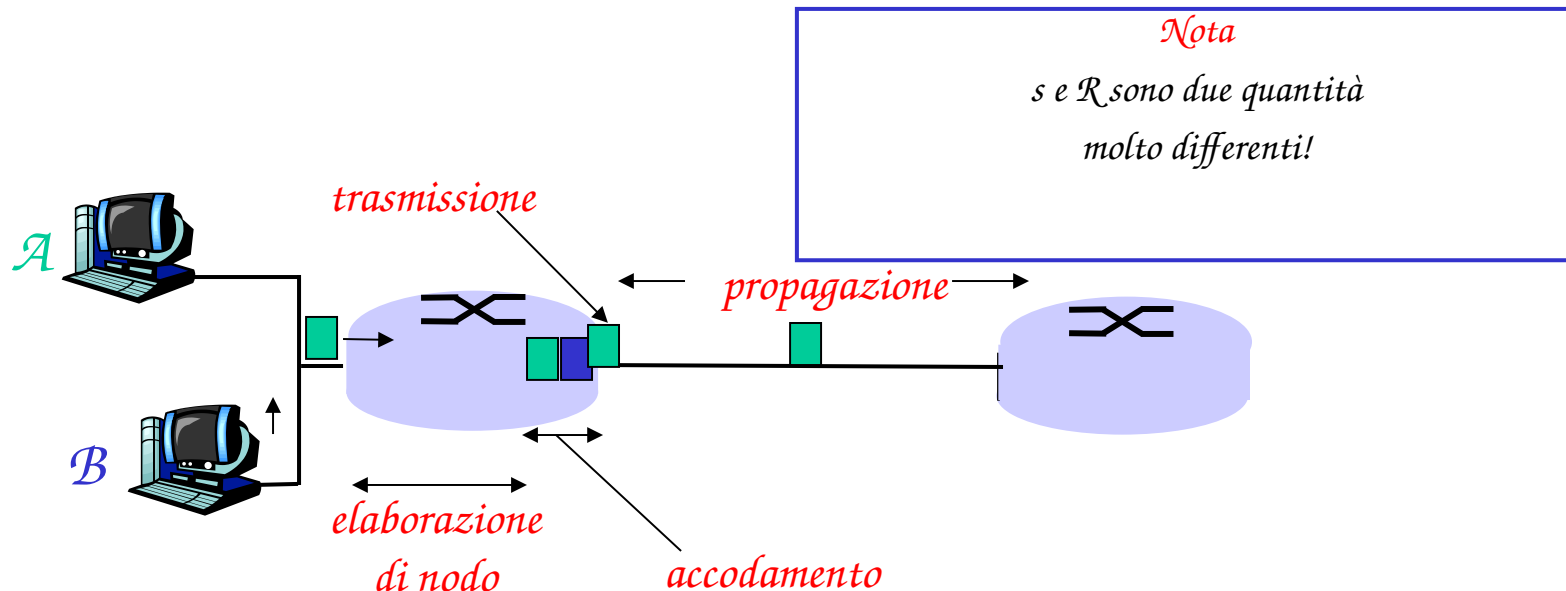 Nota
s e R sono due quantità
molto differenti!
trasmissione
A
propagazione
B
elaborazione
di nodo
accodamento